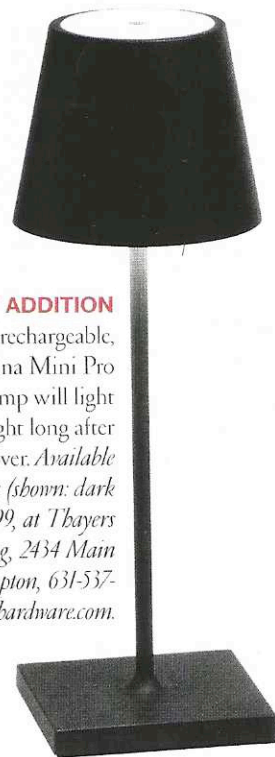 ADDITION
rechargeable,
na Mini Pro
mp will light
ght long after
ver. Available
(shown: dark
99, at Thayers
g, 2434 Main
pton, 631-537-
hardware.com.